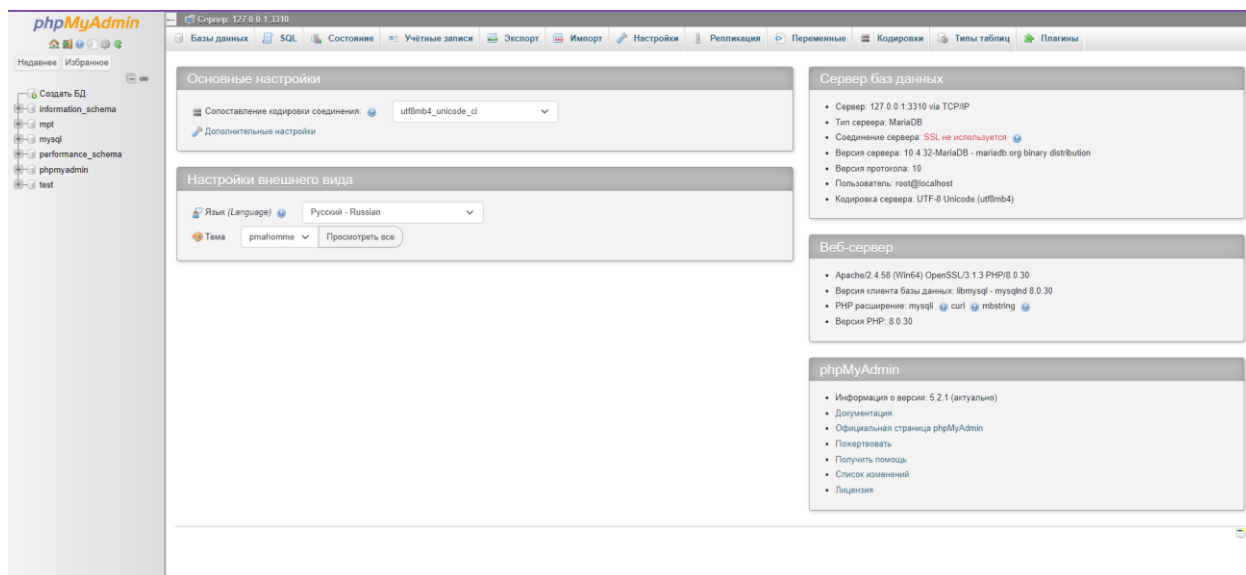 phpMyAdmin
Недавнее Избранное
Создать БД
information_schema
mpt
mysql
performance_schema
phpmyadmin
test
Сервер: 127.0.0.1:3310
Базы данных SQL Состояние Учётные записи Экспорт Импорт Настройки Репликация Переменные Кодировки Типы таблиц Плагины
Основные настройки
Сопоставление кодировки соединения: utf8mb4_unicode_ci
Дополнительные настройки
Настройки внешнего вида
Язык (Language) Русский - Russian
Тема pmahomme Просмотреть все
Сервер баз данных
Сервер: 127.0.0.1:3310 via TCP/IP
Тип сервера: MariaDB
Соединение сервера: SSL не используется
Версия сервера: 10.4.32-MariaDB - mariadb.org binary distribution
Версия протокола: 10
Пользователь: root@localhost
Кодировка сервера: UTF-8 Unicode (utf8mb4)
Веб-сервер
Apache/2.4.58 (Win64) OpenSSL/3.1.3 PHP/8.0.30
Версия клиента базы данных: libmysql - mysqlnd 8.0.30
PHP расширение: mysqli curl mbstring
Версия PHP: 8.0.30
phpMyAdmin
Информация о версии: 5.2.1 (актуально)
Документация
Официальная страница phpMyAdmin
Пожертвовать
Получить помощь
Список изменений
Лицензия